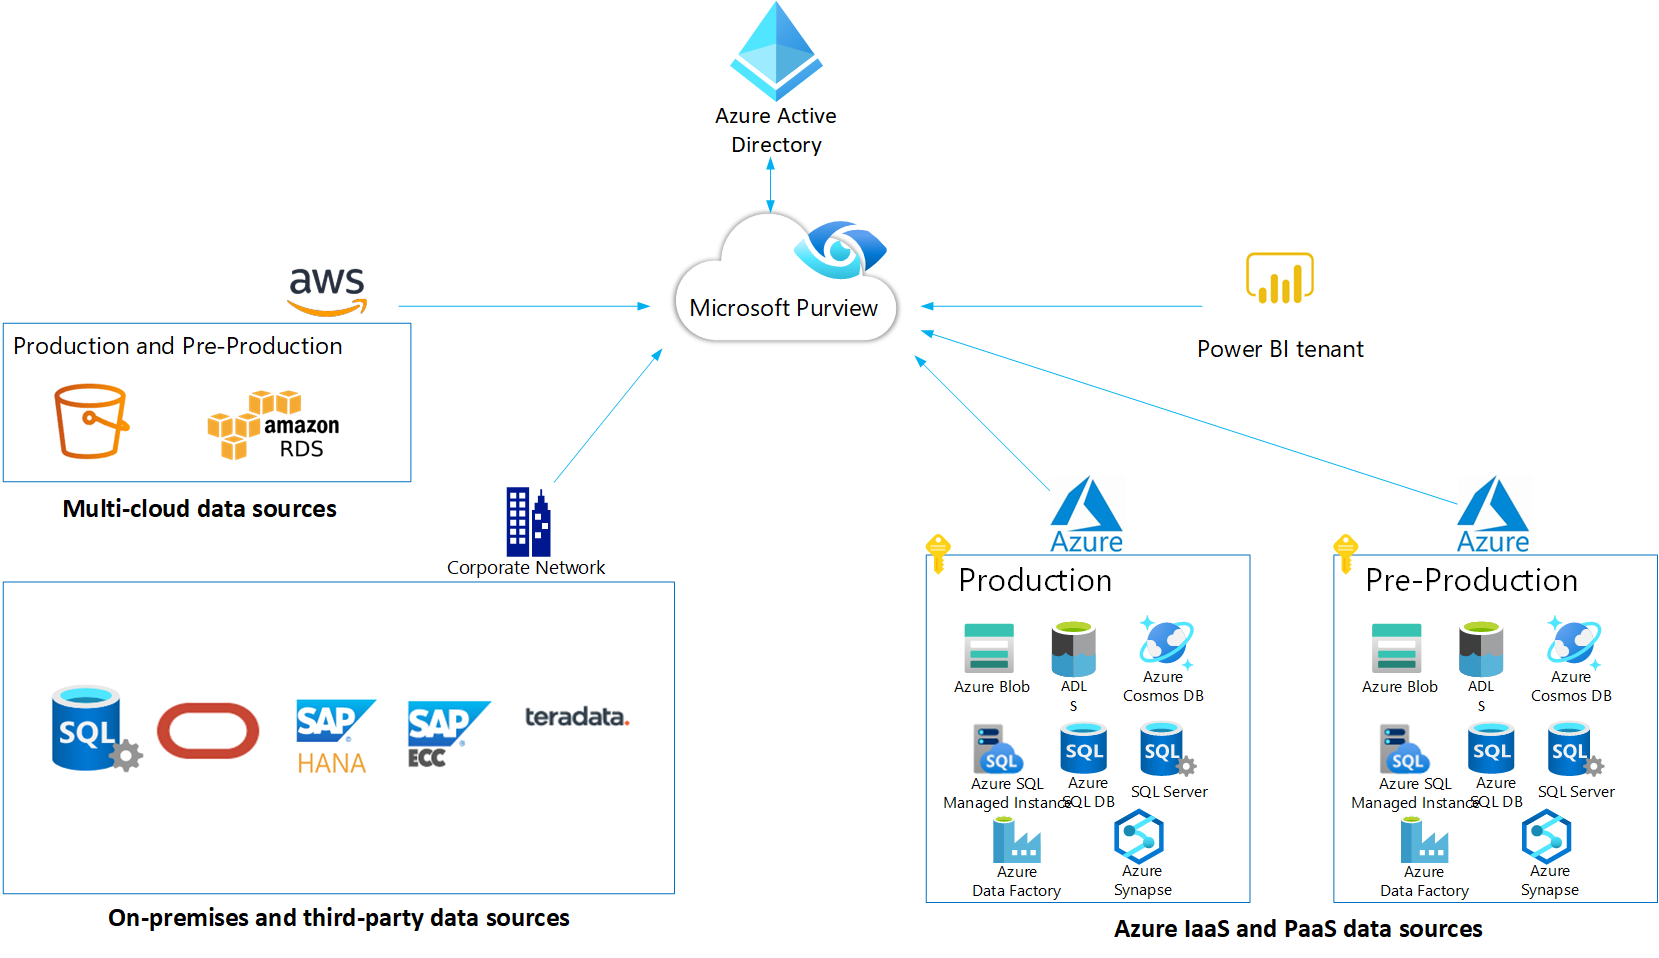 Azure Active
Directory
Microsoft Purview
aws
Production and Pre-Production
amazon
RDS
Multi-cloud data sources
Power BI tenant
Corporate Network
SQL
SAP
HANA
SAP
ECC
teradata.
On-premises and third-party data sources
Azure
Production
Azure Blob
ADL
S
Azure
Cosmos DB
SQL
Azure SQL
Managed Instance
SQL
Azure
SQL DB
SQL
SQL Server
Azure
Data Factory
Azure
Synapse
Azure
Pre-Production
Azure Blob
ADL
S
Azure
Cosmos DB
SQL
Azure SQL
Managed Instance
SQL
Azure
SQL DB
SQL
SQL Server
Azure
Data Factory
Azure
Synapse
Azure IaaS and PaaS data sources